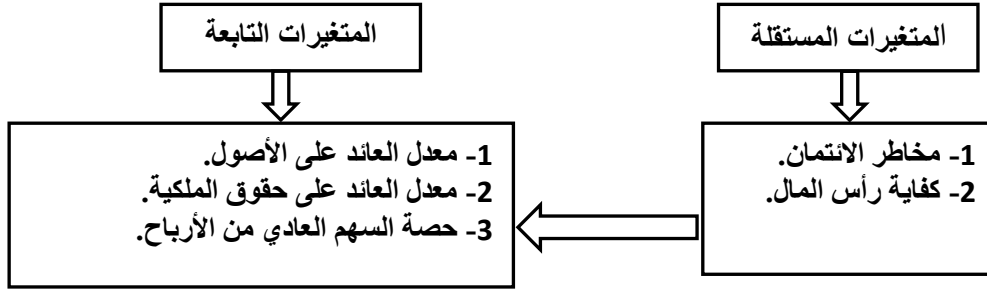 المتغيرات المستقلة
المتغيرات التابعة
1- مخاطر الائتمان.
2- كفاية رأس المال.
1- معدل العائد على الأصول.
2- معدل العائد على حقوق الملكية.
3- حصة السهم العادي من الأرباح.